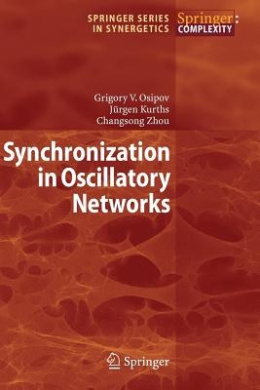 SPRINGER SERIES
IN SYNERGETICS
Springer:
COMPLEXITY
Grigory V. Osipov
Jürgen Kurths
Changsong Zhou
Synchronization
in Oscillatory
Networks
Springer